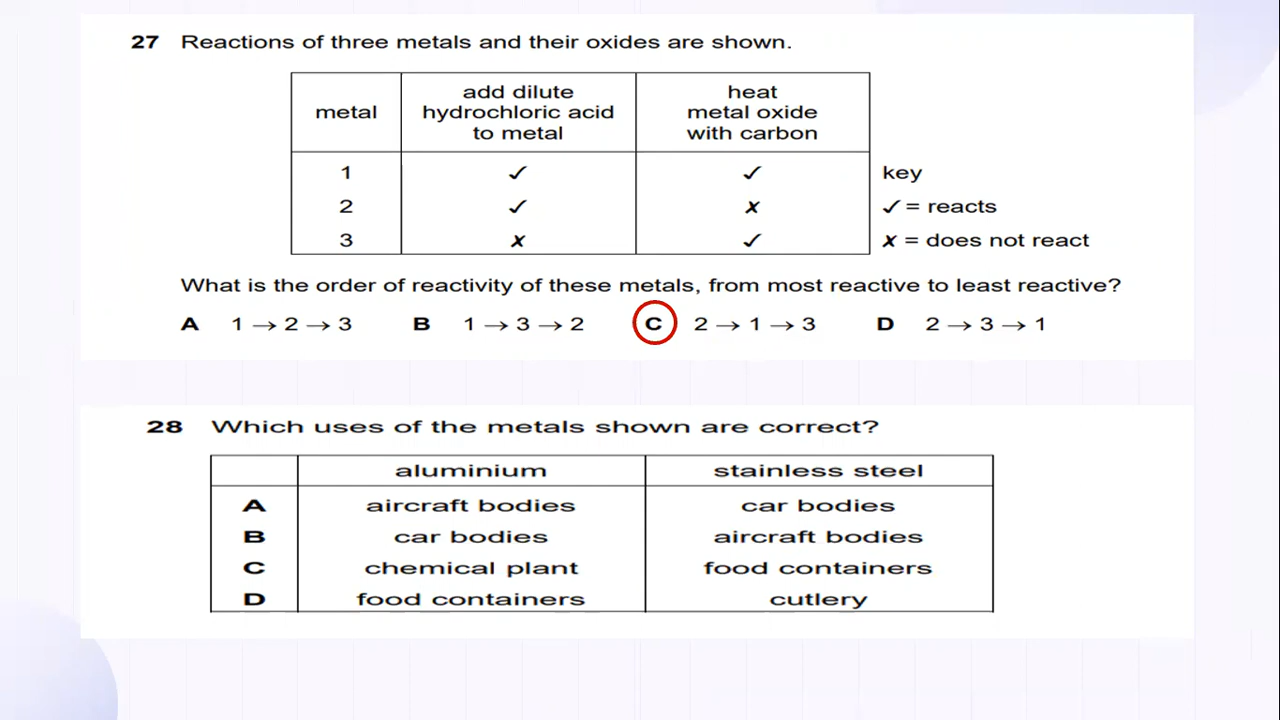 27 Reactions of three metals and their oxides are shown.
metal
add dilute
hydrochloric acid
to metal
heat
metal oxide
with carbon
1 ✓ ✓ key
2 ✓ x ✓ = reacts
3 x ✓ x = does not react
What is the order of reactivity of these metals, from most reactive to least reactive?
A 1 → 2 → 3 B 1 → 3 → 2 C 2 → 1 → 3 D 2 → 3 → 1
28 Which uses of the metals shown are correct?
aluminium stainless steel
A aircraft bodies car bodies
B car bodies aircraft bodies
C chemical plant food containers
D food containers cutlery